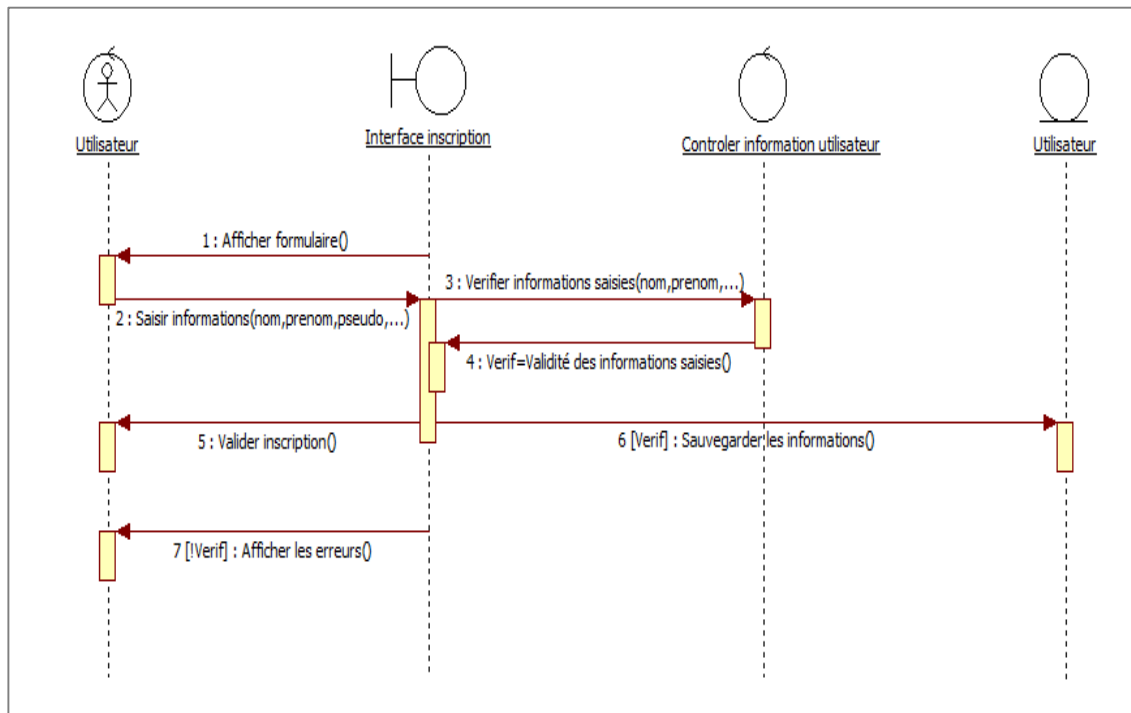 Utilisateur
Interface inscription
Controler information utilisateur
Utilisateur
1 : Afficher formulaire()
2 : Saisir informations(nom,prenom,pseudo,...)
3 : Verifier informations saisies(nom,prenom,...)
4 : Verif=Validité des informations saisies()
5 : Valider inscription()
6 [Verif] : Sauvegarder les informations()
7 [!Verif] : Afficher les erreurs()